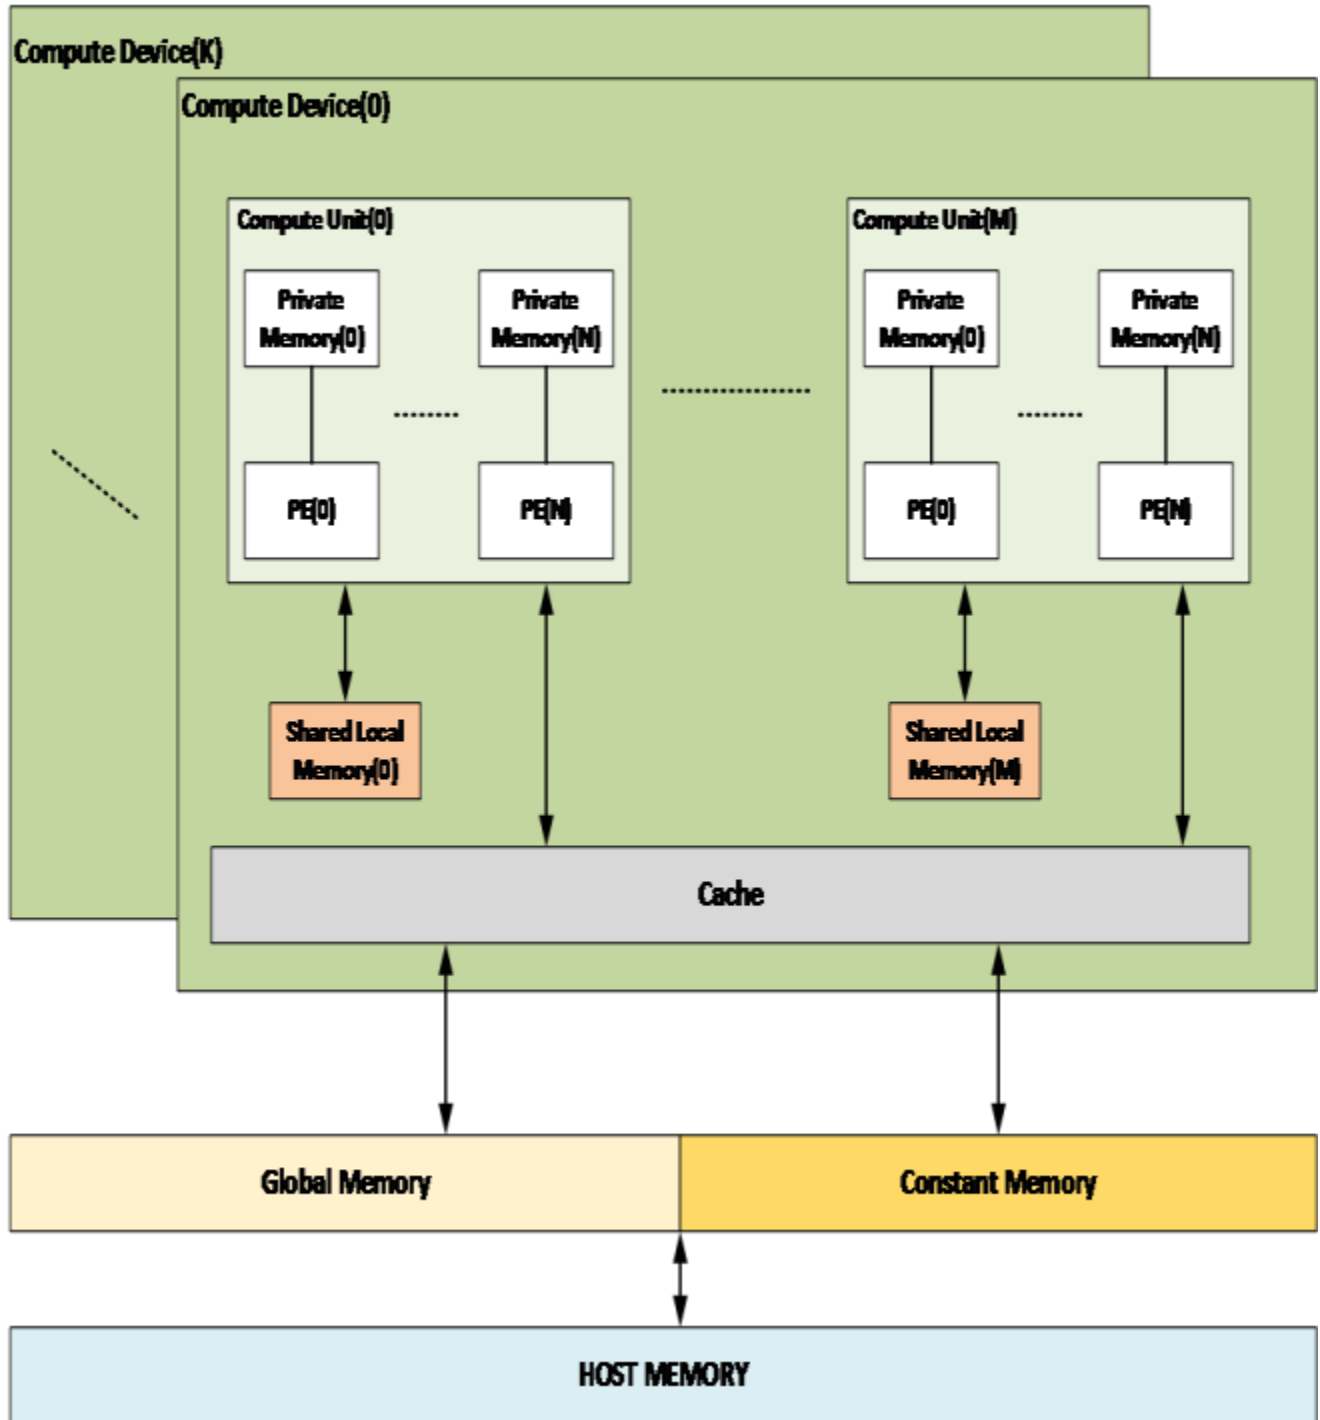 Compute Device(K)
Compute Device(0)
Compute Unit(0)
Private
Memory(0)
Private
Memory(N)
PE(0)
PE(N)
Compute Unit(M)
Private
Memory(0)
Private
Memory(N)
PE(0)
PE(N)
Shared Local
Memory(0)
Shared Local
Memory(M)
Cache
Global Memory
Constant Memory
HOST MEMORY